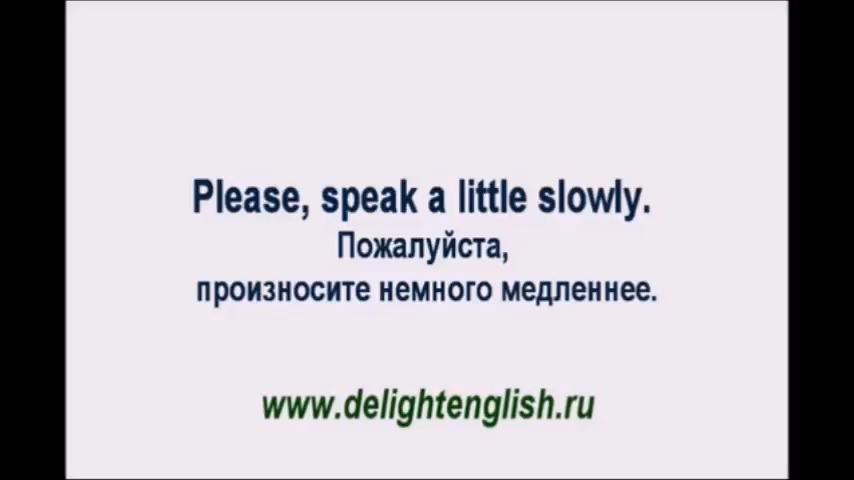 Please, speak a little slowly.
Пожалуйста,
произносите немного медленнее.
www.delightenglish.ru